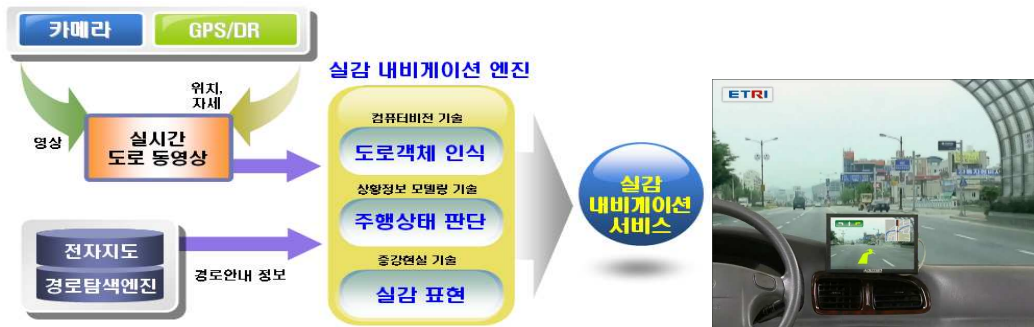 카메라
GPS/DR
영상
위치,
자세
실시간
도로 동영상
전자지도
경로탐색엔진
경로안내 정보
실감 내비게이션 엔진
컴퓨터비전 기술
도로객체 인식
상황정보 모델링 기술
주행상태 판단
증강현실 기술
실감 표현
실감
내비게이션
서비스
ETRI